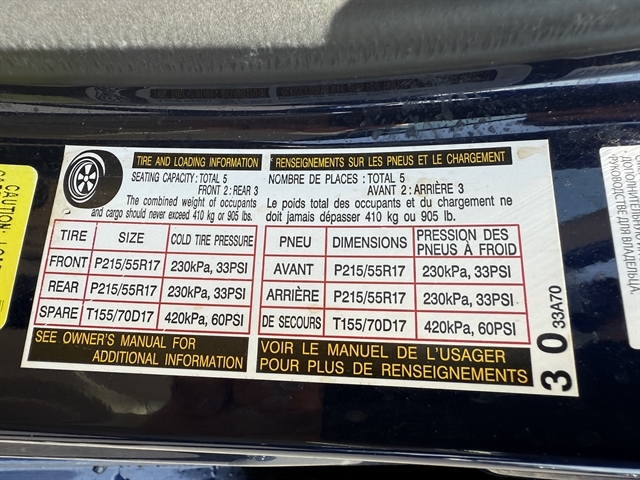 TIRE AND LOADING INFORMATION
SEATING CAPACITY: TOTAL 5
FRONT 2: REAR 3
The combined weight of occupants
and cargo should never exceed 410 kg or 905 lbs.
TIRE SIZE COLD TIRE PRESSURE
FRONT P215/55R17 230kPa, 33PSI
REAR P215/55R17 230kPa, 33PSI
SPARE T155/70D17 420kPa, 60PSI
SEE OWNER'S MANUAL FOR
ADDITIONAL INFORMATION
RENSEIGNEMENTS SUR LES PNEUS ET LE CHARGEMENT
NOMBRE DE PLACES : TOTAL 5
AVANT 2 : ARRIÈRE 3
Le poids total des occupants et du chargement ne
doit jamais dépasser 410 kg ou 905 lb.
PNEU DIMENSIONS PRESSION DES PNEUS À FROID
AVANT P215/55R17 230kPa, 33PSI
ARRIÈRE P215/55R17 230kPa, 33PSI
DE SECOURS T155/70D17 420kPa, 60PSI
VOIR LE MANUEL DE L'USAGER
POUR PLUS DE RENSEIGNEMENTS
30
33A70
CAUTION:
РУКОВОДСТВЕ ДЛЯ ВЛАДЕЛЬЦА